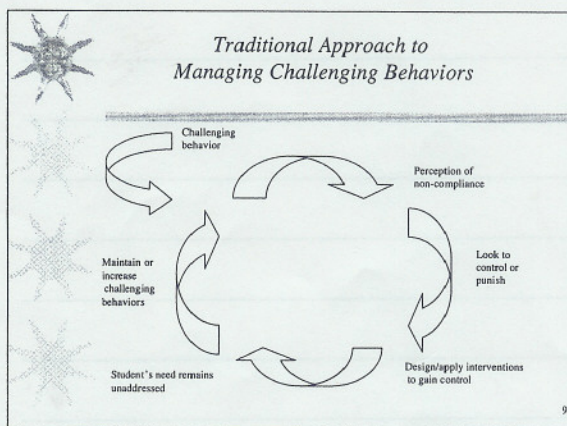 Traditional Approach to
Managing Challenging Behaviors
Challenging
behavior
Perception of
non-compliance
Look to
control or
punish
Design/apply interventions
to gain control
Student's need remains
unaddressed
Maintain or
increase
challenging
behaviors
9